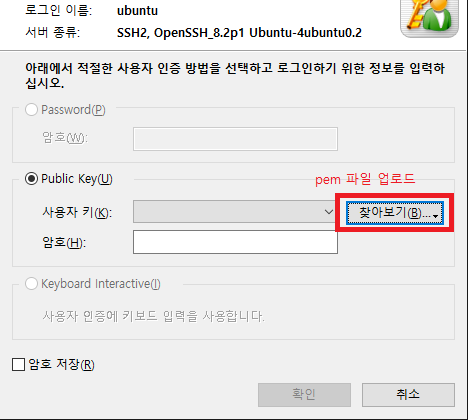 로그인 이름: ubuntu
서버 종류: SSH2, OpenSSH_8.2p1 Ubuntu-4ubuntu0.2
아래에서 적절한 사용자 인증 방법을 선택하고 로그인하기 위한 정보를 입력하
십시오.
Password(P)
암호(W):
Public Key(U)
pem 파일 업로드
사용자 키(K): 찾아보기(B)...
암호(H):
Keyboard Interactive(I)
사용자 인증에 키보드 입력을 사용합니다.
암호 저장(R)
확인 취소